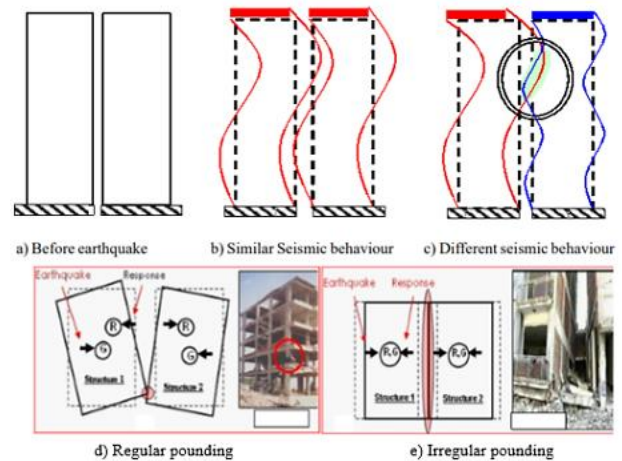 a) Before earthquake
b) Similar Seismic behaviour
c) Different seismic behaviour
Earthquake
Response
R
R
G
G
Structure 1
Structure 2
d) Regular pounding
Earthquake
Response
R,G
R,G
Structure 1
Structure 2
e) Irregular pounding